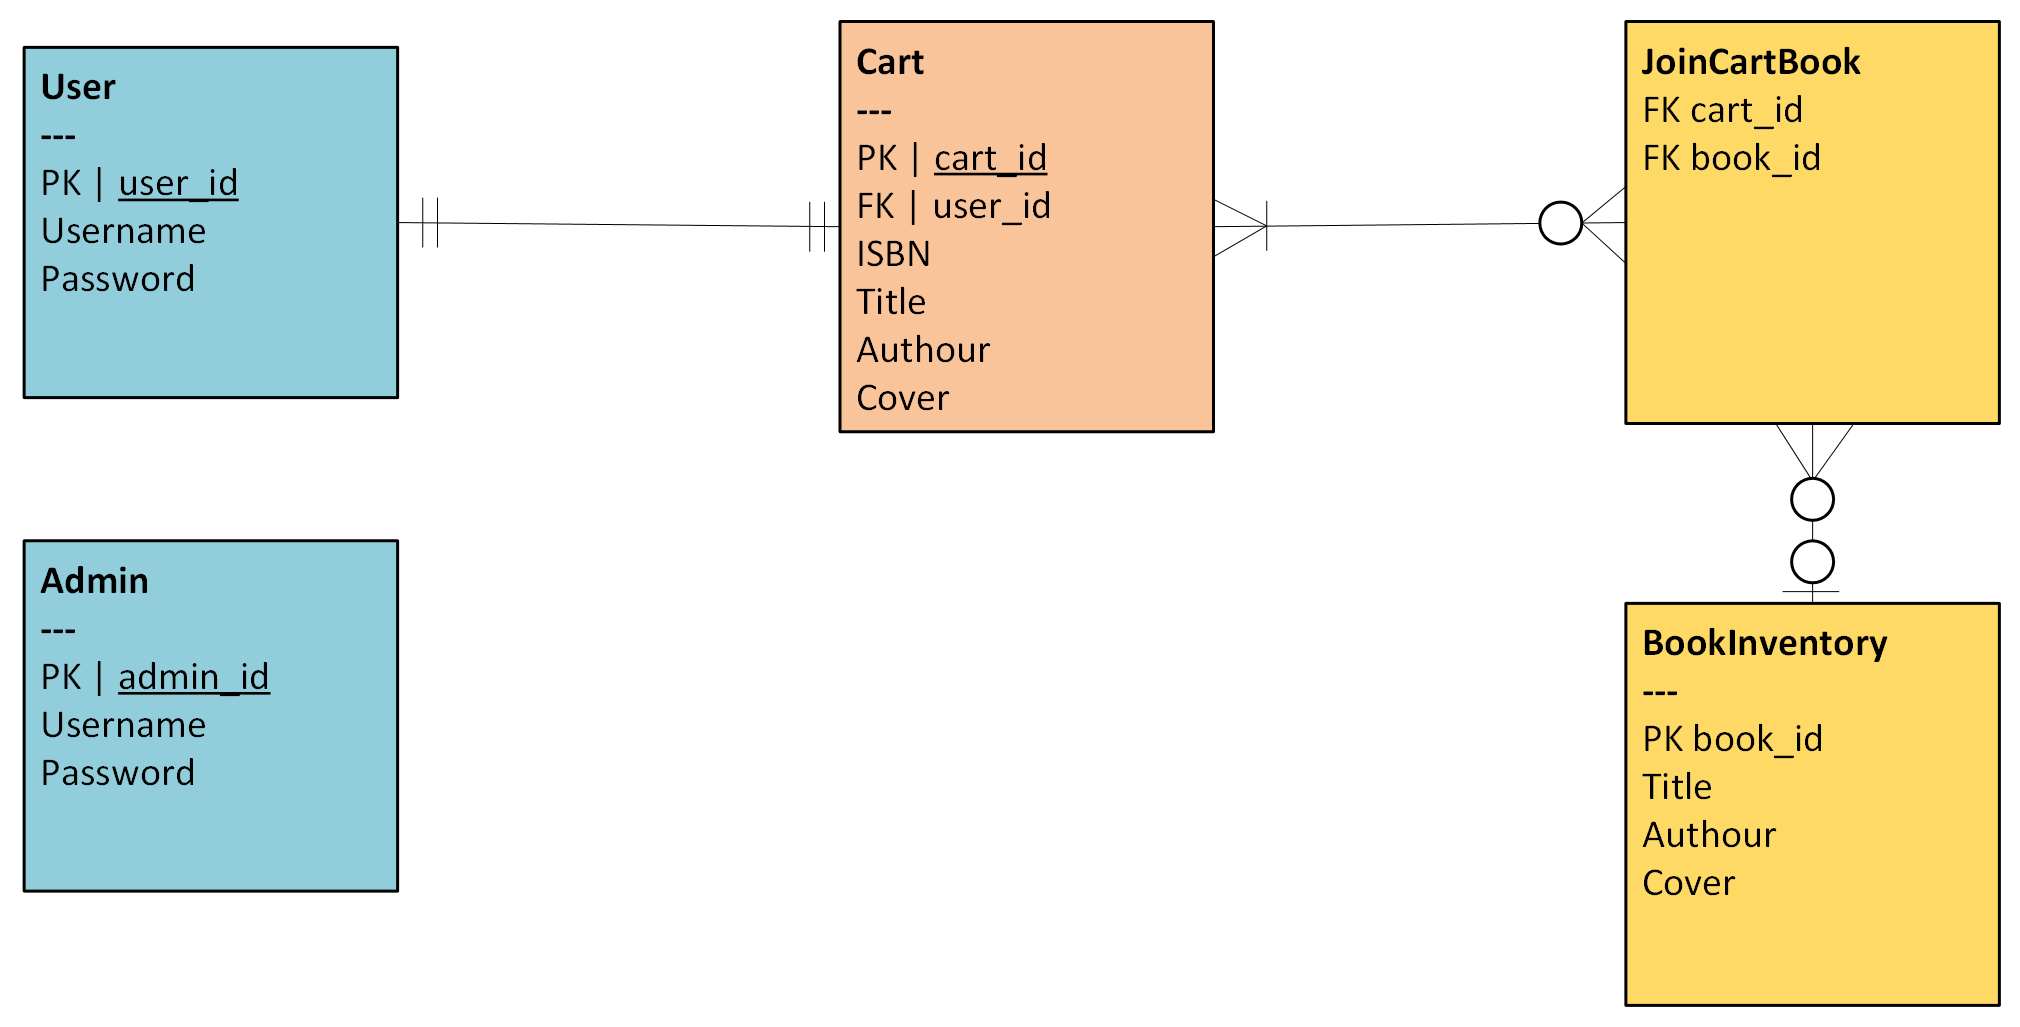 User
---
PK | user_id
Username
Password
Cart
---
PK | cart_id
FK | user_id
ISBN
Title
Authour
Cover
JoinCartBook
FK cart_id
FK book_id
Admin
---
PK | admin_id
Username
Password
BookInventory
---
PK book_id
Title
Authour
Cover